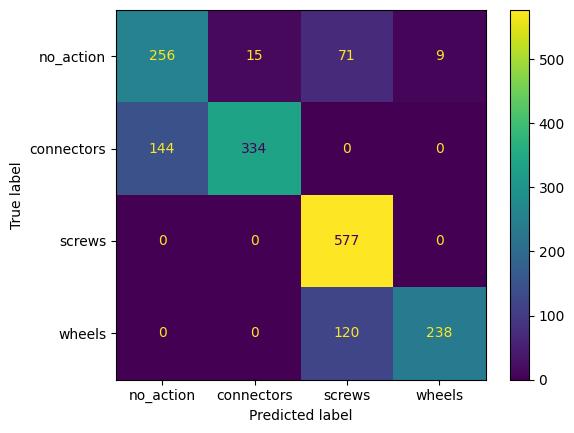 no_action 256 15 71 9
connectors 144 334 0 0
screws 0 0 577 0
wheels 0 0 120 238
no_action connectors screws wheels
Predicted label
True label
500
400
300
200
100
0